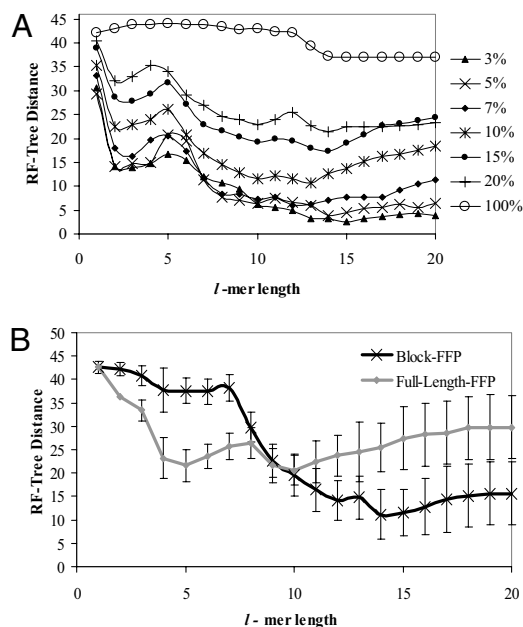 A
RF-Tree Distance
45
40
35
30
25
20
15
10
5
0
0 5 10 15 20
l-mer length
3%
5%
7%
10%
15%
20%
100%
B
RF-Tree Distance
50
45
40
35
30
25
20
15
10
5
0
0 5 10 15 20
l - mer length
Block-FFP
Full-Length-FFP